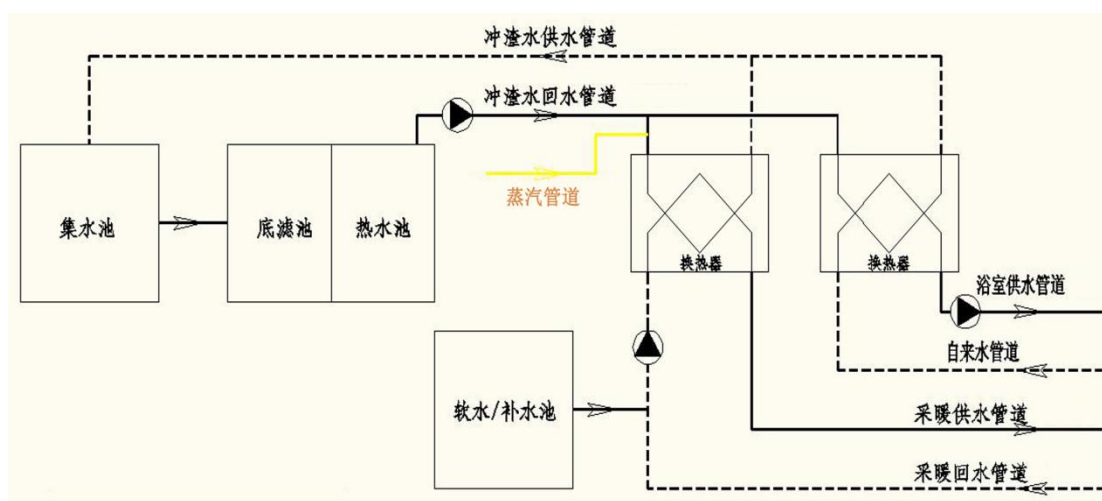 冲渣水供水管道
冲渣水回水管道
蒸汽管道
集水池
底滤池
热水池
换热器
换热器
浴室供水管道
自来水管道
软水/补水池
采暖供水管道
采暖回水管道